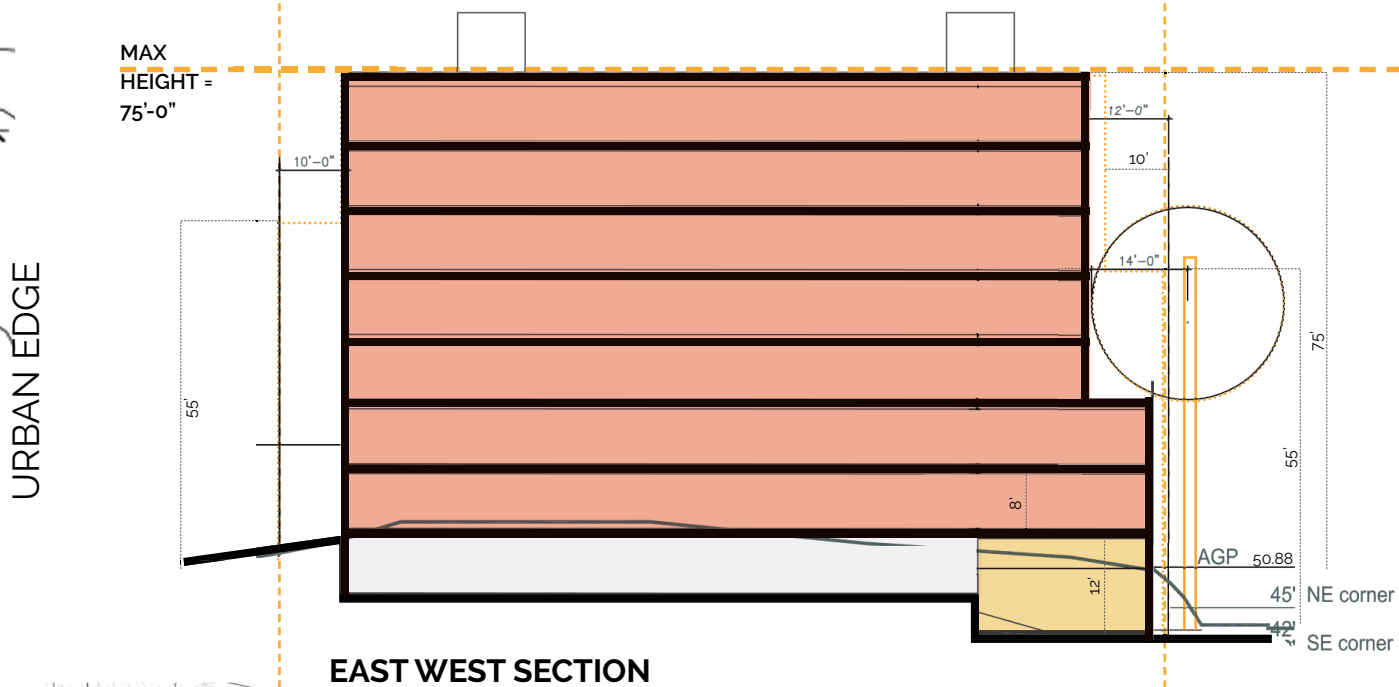 MAX
HEIGHT =
75'-0"
12'-0"
10'-0"
10'
14'-0"
URBAN EDGE
75'
55'
55'
8'
AGP 50.88
12'
45' NE corner
42'
SE corner
EAST WEST SECTION